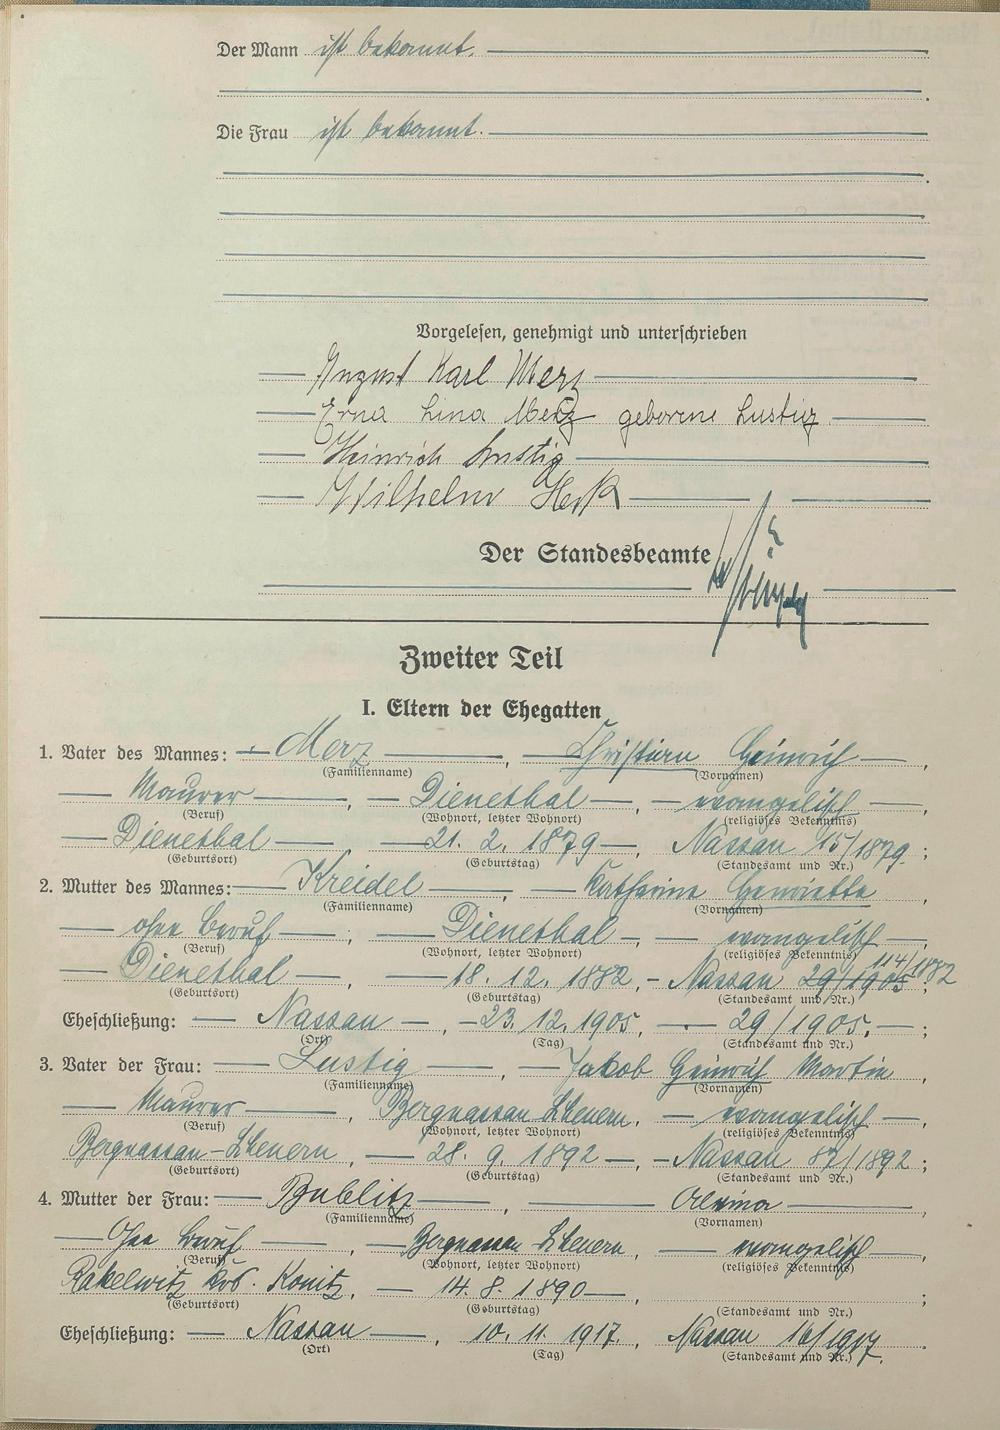 Der Mann ist bekannt.
Die Frau ist bekannt.
Vorgelesen, genehmigt und unterschrieben
August Karl Merz
Erna Lina Merz geborene Lustig
Heinrich Lustig
Wilhelm
Der Standesbeamte
Zweiter Teil
I. Eltern der Ehegatten
1. Vater des Mannes: Merz, Christian Heinrich,
(Familienname) (Vornamen)
Maurer, Dienethal, evangelisch,
(Beruf) (Wohnort, letzter Wohnort) (religiöses Bekenntnis)
Dienethal, 21. 2. 1879, Nassau 15/1879;
(Geburtsort) (Geburtstag) (Standesamt und Nr.)
2. Mutter des Mannes: Kreidel, Katharine Henriette,
(Familienname) (Vornamen)
ohne Beruf, Dienethal, evangelisch,
(Beruf) (Wohnort, letzter Wohnort) (religiöses Bekenntnis)
Dienethal, 18. 12. 1882, Nassau 29/1905 114/1882;
(Geburtsort) (Geburtstag) (Standesamt und Nr.)
Eheschließung: Nassau, 23. 12. 1905, 29/1905.;
(Ort) (Tag) (Standesamt und Nr.)
3. Vater der Frau: Lustig, Jakob Heinrich Martin,
(Familienname) (Vornamen)
Maurer, Bergnassau-Scheuern, evangelisch,
(Beruf) (Wohnort, letzter Wohnort) (religiöses Bekenntnis)
Bergnassau-Scheuern, 28. 9. 1892, Nassau 87/1892;
(Geburtsort) (Geburtstag) (Standesamt und Nr.)
4. Mutter der Frau: Bublitz, Alwina,
(Familienname) (Vornamen)
Ohne Beruf, Bergnassau Scheuern, evangelisch,
(Beruf) (Wohnort, letzter Wohnort) (religiöses Bekenntnis)
Konitz, 14. 8. 1890,;
(Geburtsort) (Geburtstag) (Standesamt und Nr.)
Eheschließung: Nassau, 10. 11. 1917, Nassau 16/1917.
(Ort) (Tag) (Standesamt und Nr.)